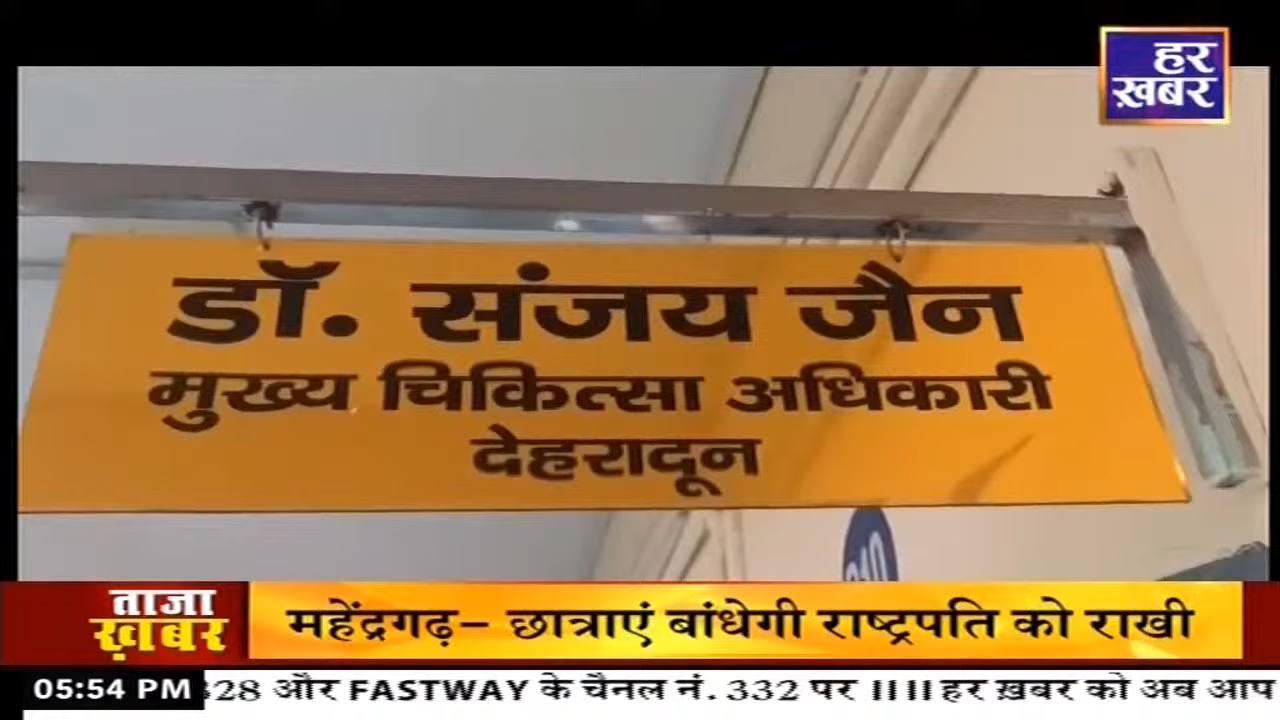 हर
ख़बर
डॉ. संजय जैन
मुख्य चिकित्सा अधिकारी
देहरादून
ताजा
ख़बर
महेंद्रगढ़– छात्राएं बांधेगी राष्ट्रपति को राखी
05:54 PM
328 और FASTWAY के चैनल नं. 332 पर ।।।। हर ख़बर को अब आप